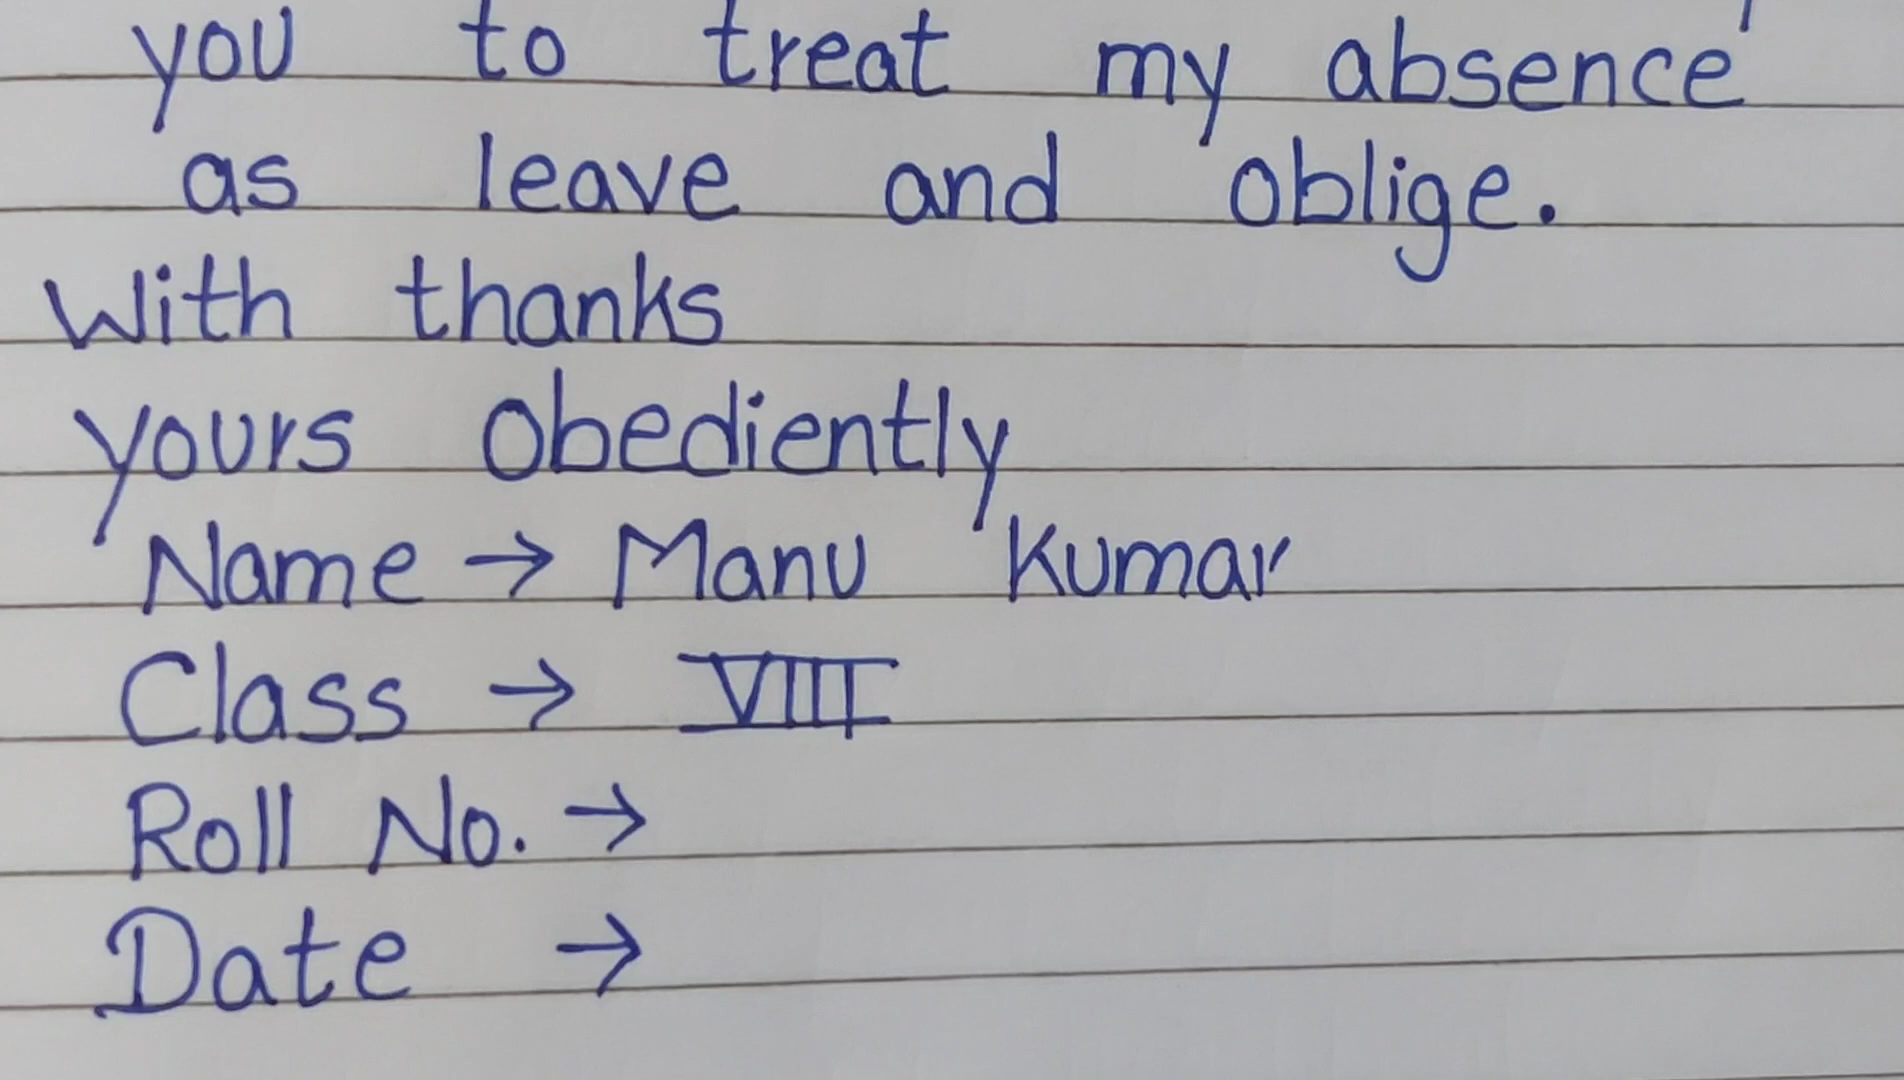 you to treat my absence
as leave and oblige.
With thanks
yours obediently
Name → Manu Kumar
Class → VIII
Roll No. →
Date →